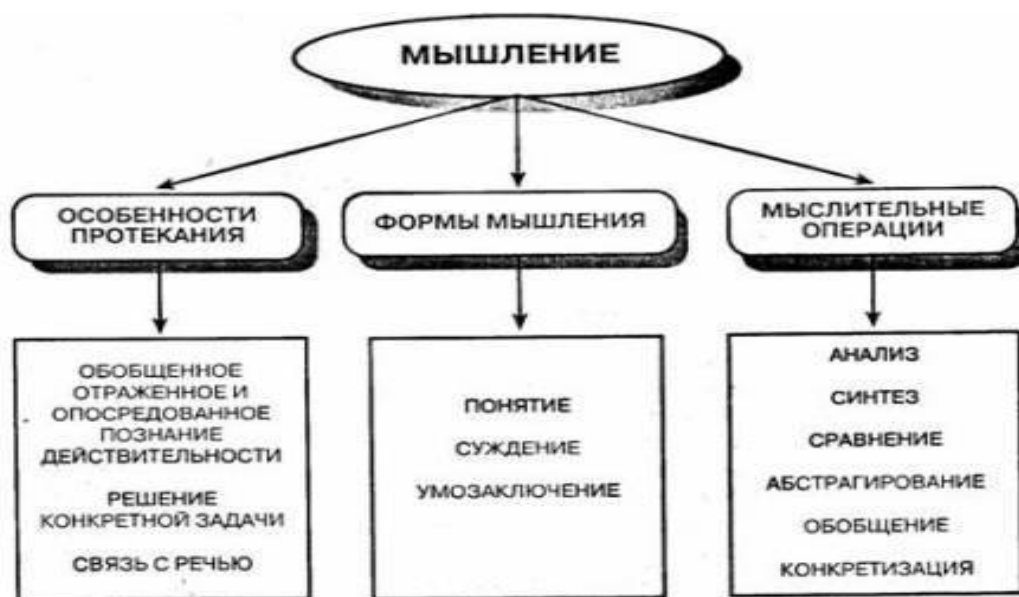 МЫШЛЕНИЕ
ОСОБЕННОСТИ
ПРОТЕКАНИЯ
ФОРМЫ МЫШЛЕНИЯ
МЫСЛИТЕЛЬНЫЕ
ОПЕРАЦИИ
ОБОБЩЕННОЕ
ОТРАЖЕННОЕ И
ОПОСРЕДОВАННОЕ
ПОЗНАНИЕ
ДЕЙСТВИТЕЛЬНОСТИ
РЕШЕНИЕ
КОНКРЕТНОЙ ЗАДАЧИ
СВЯЗЬ С РЕЧЬЮ
ПОНЯТИЕ
СУЖДЕНИЕ
УМОЗАКЛЮЧЕНИЕ
АНАЛИЗ
СИНТЕЗ
СРАВНЕНИЕ
АБСТРАГИРОВАНИЕ
ОБОБЩЕНИЕ
КОНКРЕТИЗАЦИЯ